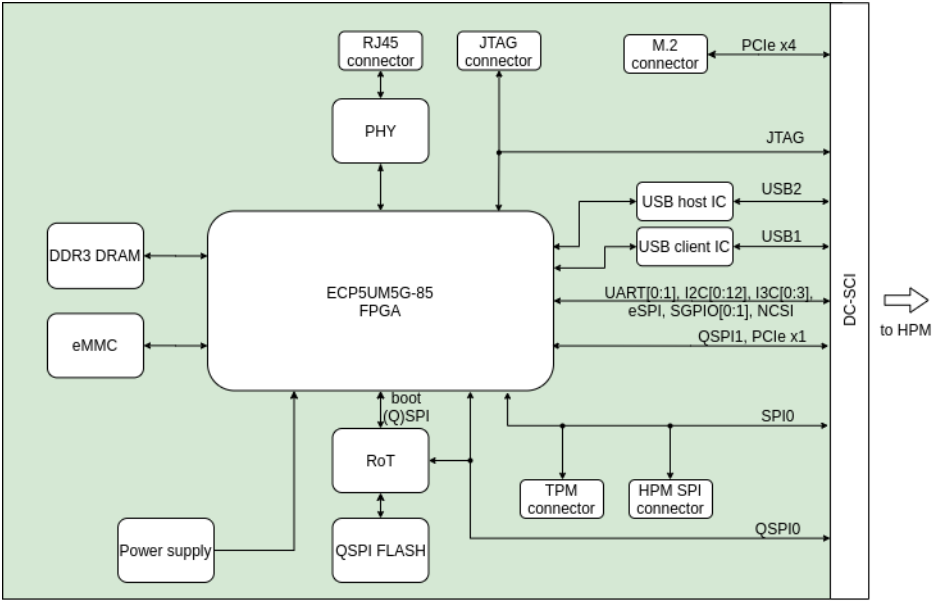 RJ45
connector
JTAG
connector
M.2
connector
PCIe x4
PHY
JTAG
USB host IC
USB2
USB client IC
USB1
DDR3 DRAM
ECP5UM5G-85
FPGA
UART[0:1], I2C[0:12], I3C[0:3],
eSPI, SGPIO[0:1], NCSI
DC-SCI
to HPM
eMMC
QSPI1, PCIe x1
boot
(Q)SPI
SPI0
RoT
TPM
connector
HPM SPI
connector
QSPI0
Power supply
QSPI FLASH